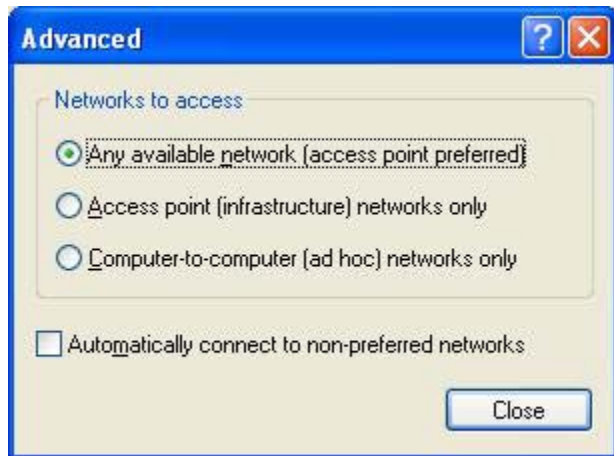 Advanced
?
Networks to access
Any available network (access point preferred)
Access point (infrastructure) networks only
Computer-to-computer (ad hoc) networks only
Automatically connect to non-preferred networks
Close